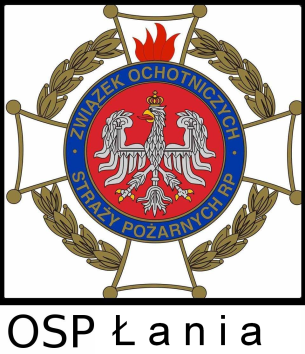 ZWIĄZEK OCHOTNICZYCH
STRAŻY POŻARNYCH RP
OSP Łania